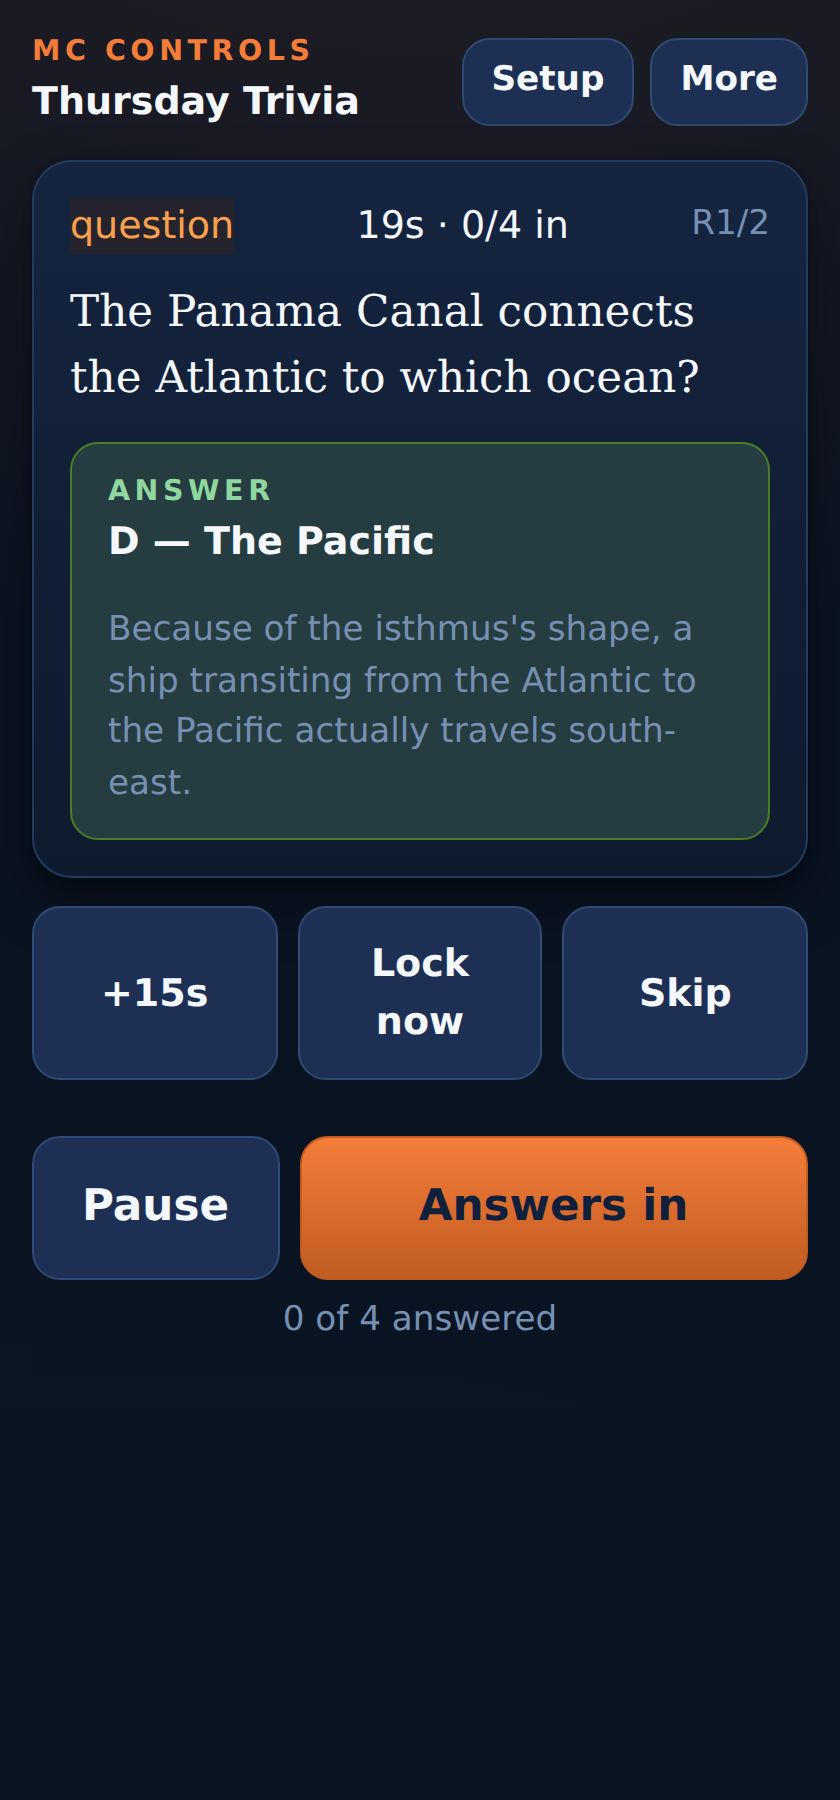 MC CONTROLS
Thursday Trivia
Setup
More
question
19s · 0/4 in
R1/2
The Panama Canal connects
the Atlantic to which ocean?
ANSWER
D — The Pacific
Because of the isthmus's shape, a
ship transiting from the Atlantic to
the Pacific actually travels south-
east.
+15s
Lock
now
Skip
Pause
Answers in
0 of 4 answered